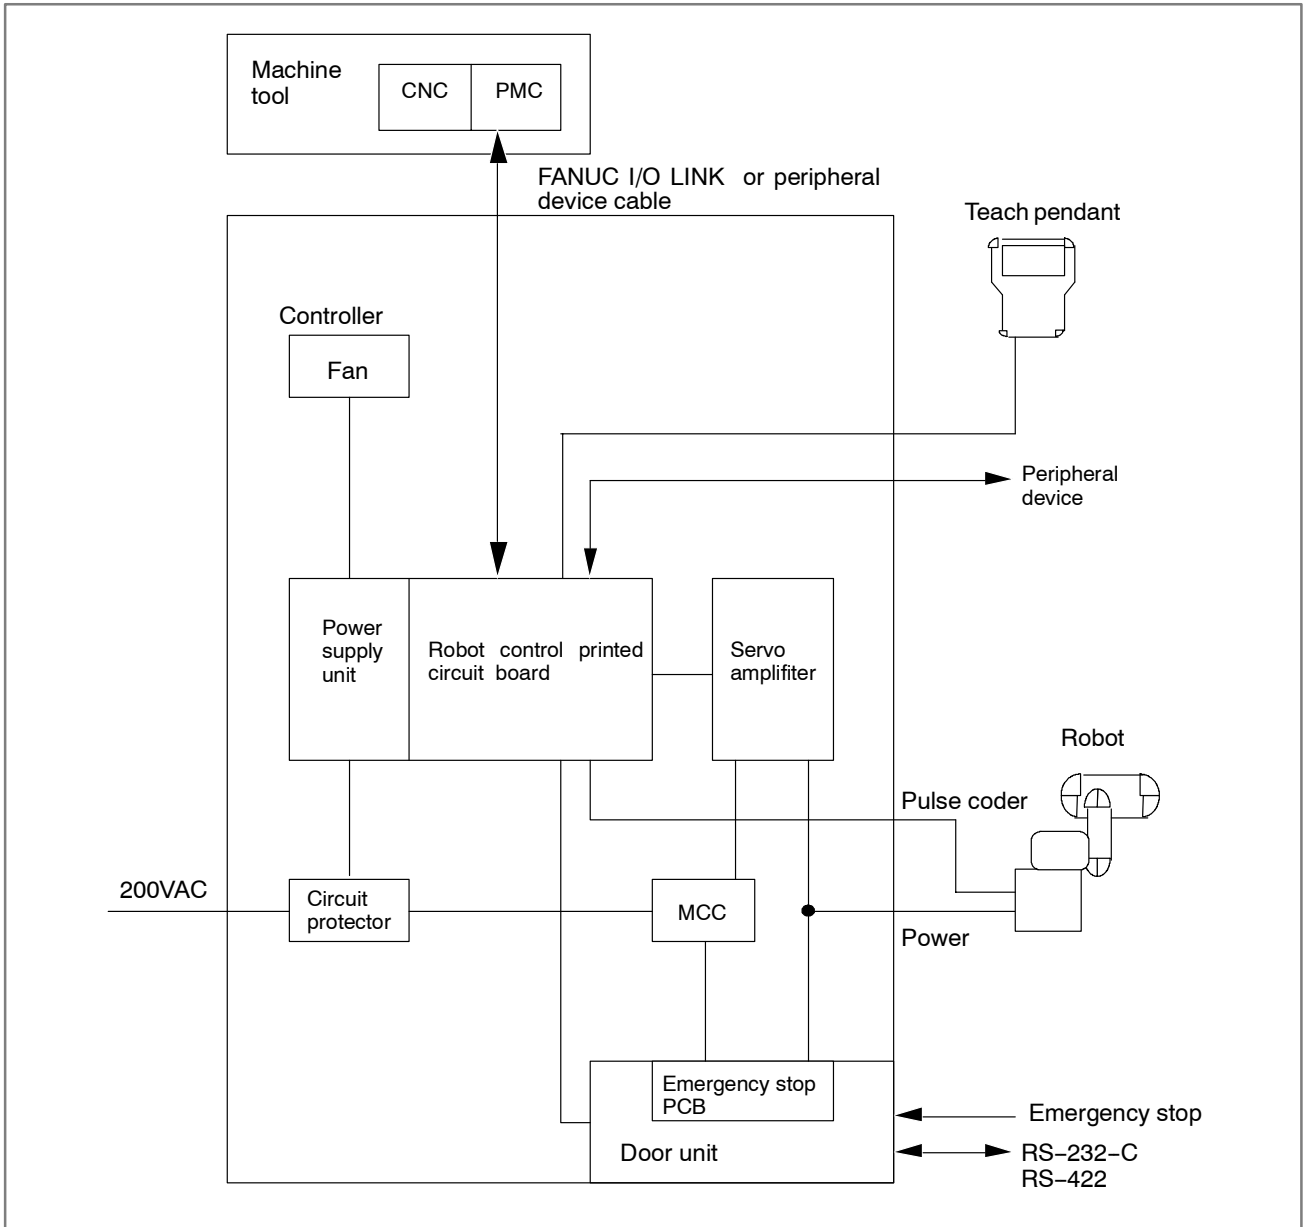 Machine
tool
CNC
PMC
FANUC I/O LINK or peripheral
device cable
Teach pendant
Controller
Fan
Peripheral
device
Power
supply
unit
Robot control printed
circuit board
Servo
amplifiter
Robot
Pulse coder
200VAC
Circuit
protector
MCC
Power
Emergency stop
PCB
Door unit
Emergency stop
RS-232-C
RS-422